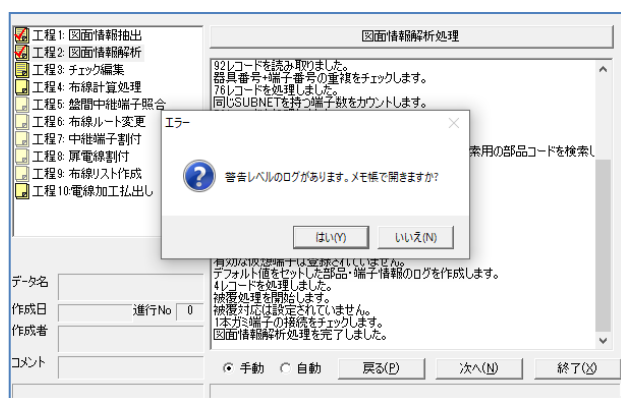 工程1: 図面情報抽出
工程2: 図面情報解析
工程3: チェック編集
工程4: 布線計算処理
工程5: 盤間中継端子照合
工程6: 布線ルート変更
工程7: 中継端子割付
工程8: 扉電線割付
工程9: 布線リスト作成
工程10:電線加工払出し
図面情報解析処理
92レコードを読み取りました。
器具番号+端子番号の重複をチェックします。
76レコードを処理しました。
同じSUBNETを持つ端子数をカウントします。
索用の部品コードを検索し
エラー
警告レベルのログがあります。メモ帳で開きますか?
はい(Y)
いいえ(N)
有効な仮想端子は登録されていません。
デフォルト値をセットした部品・端子情報のログを作成します。
4レコードを処理しました。
被覆処理を開始します。
被覆対応は設定されていません。
1本ガミ端子の接続をチェックします。
図面情報解析処理を完了しました。
データ名
作成日
進行No 0
作成者
コメント
手動 自動 戻る(P) 次へ(N) 終了(X)